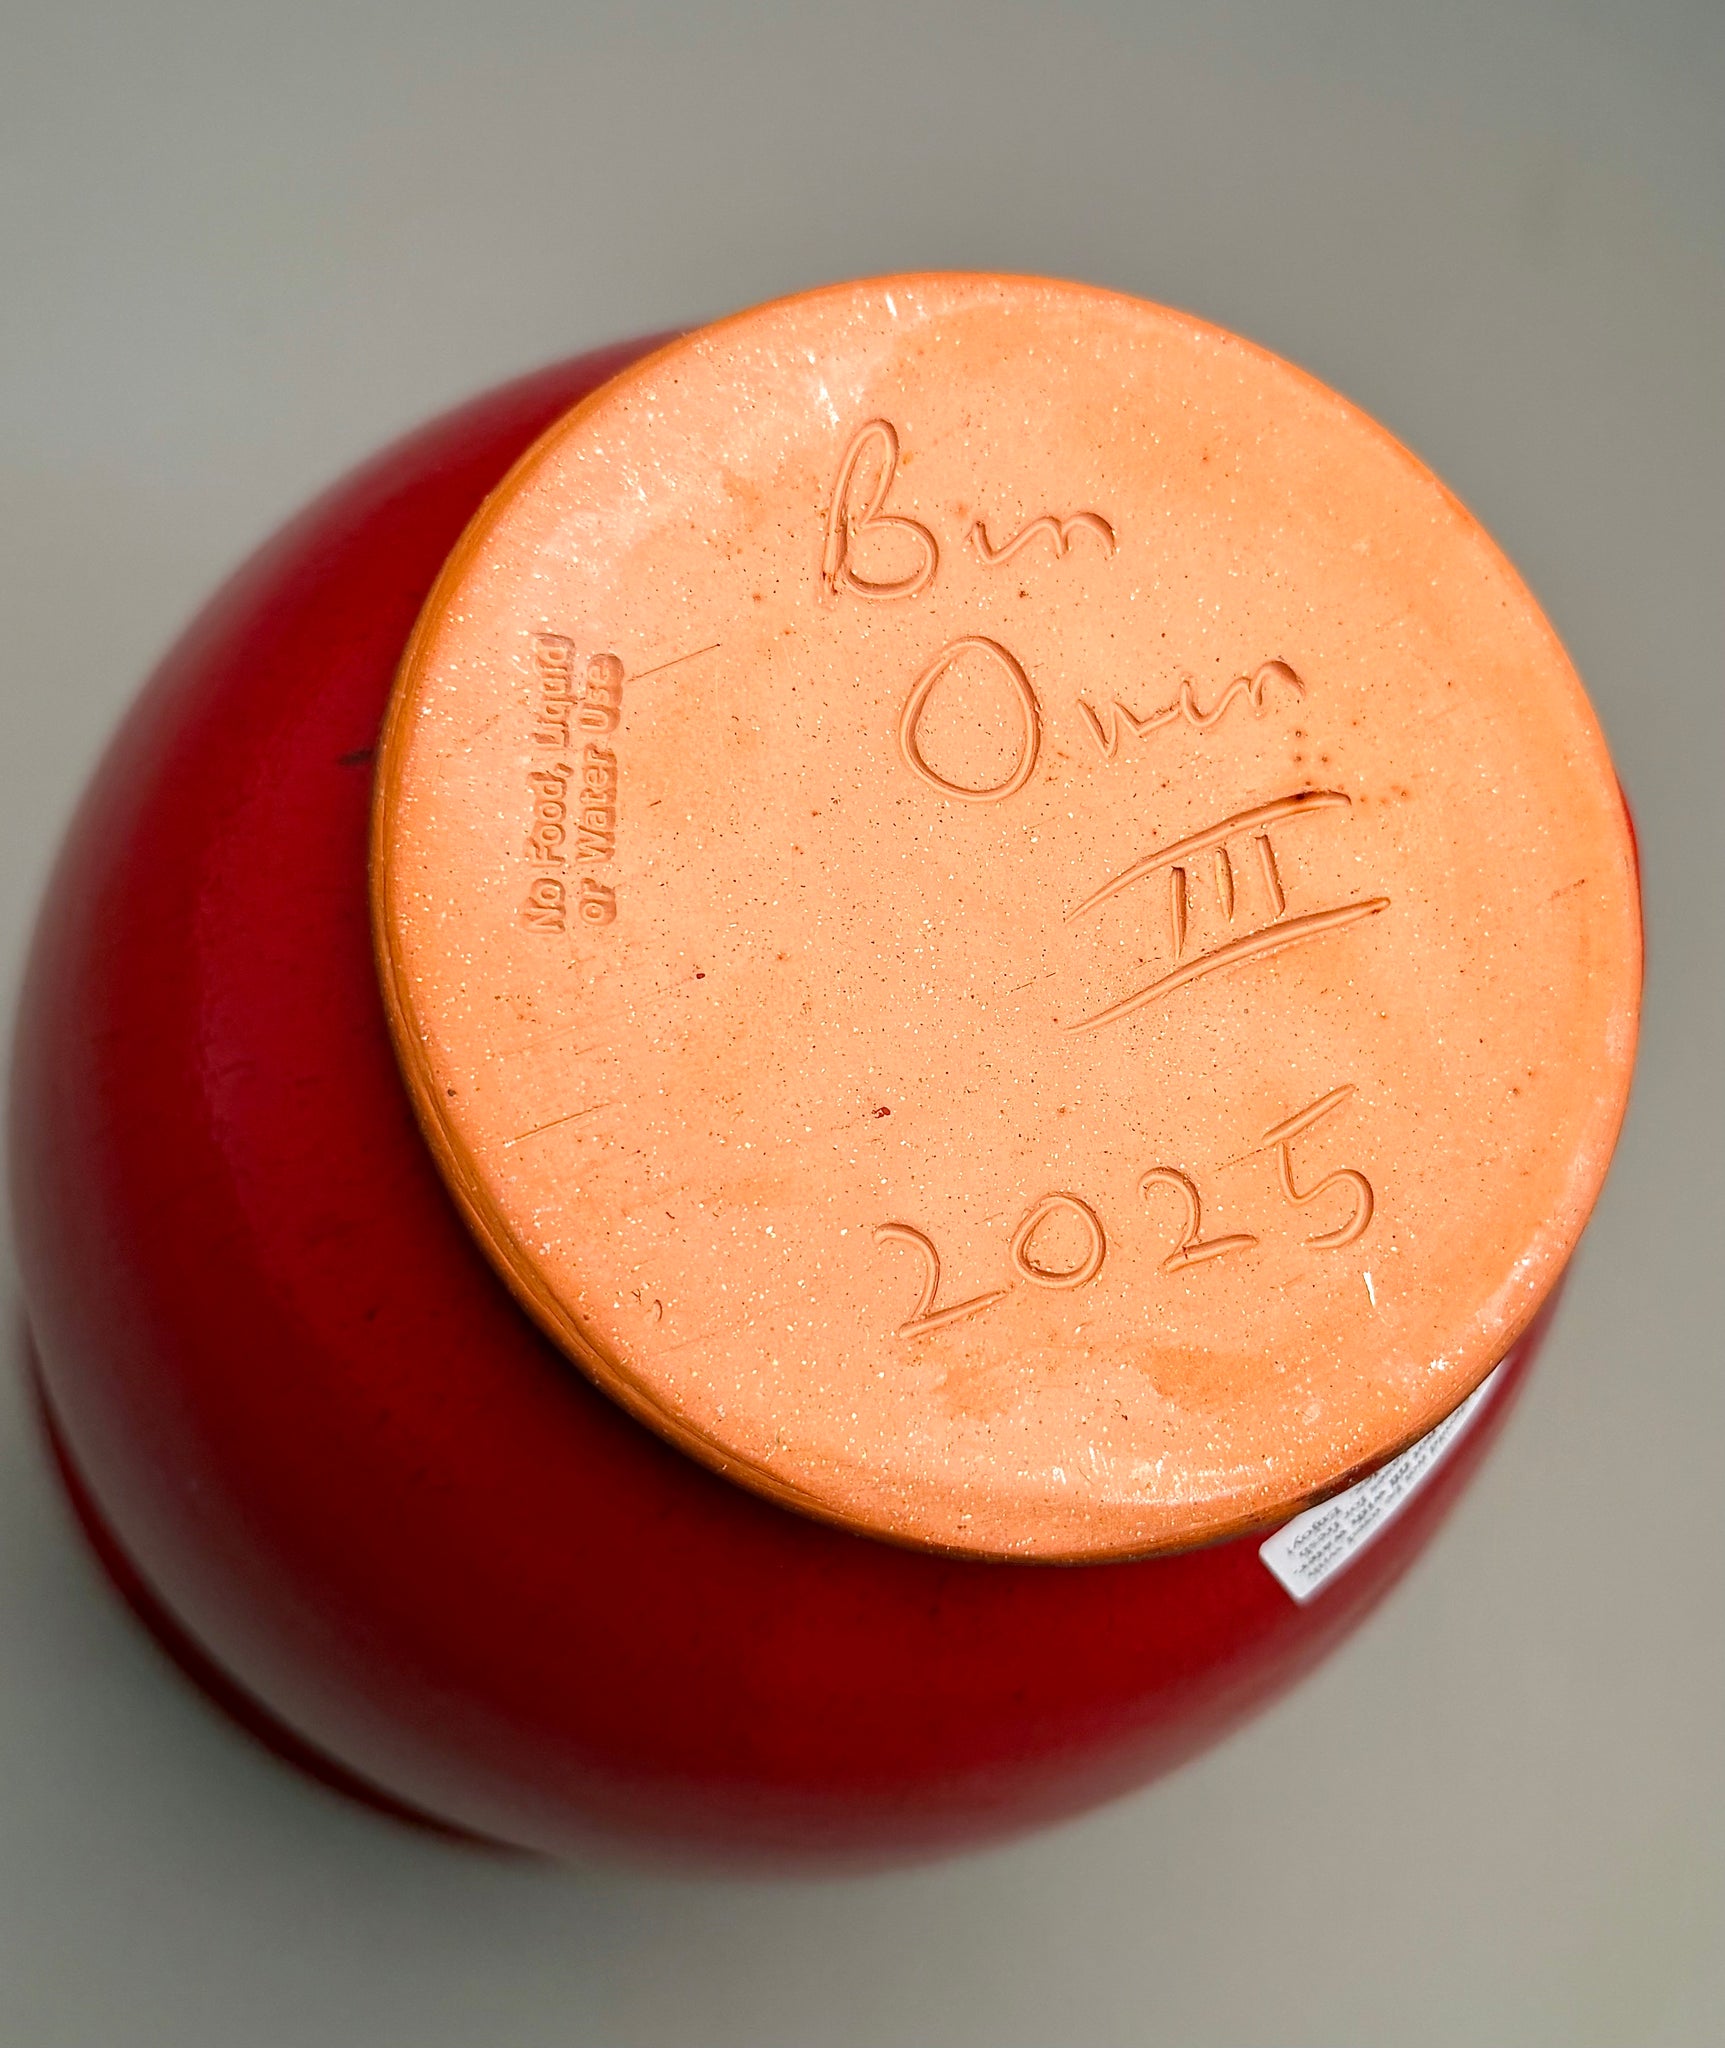 Ben
Owen
III
2025
No Food, Liquid
or Water Use